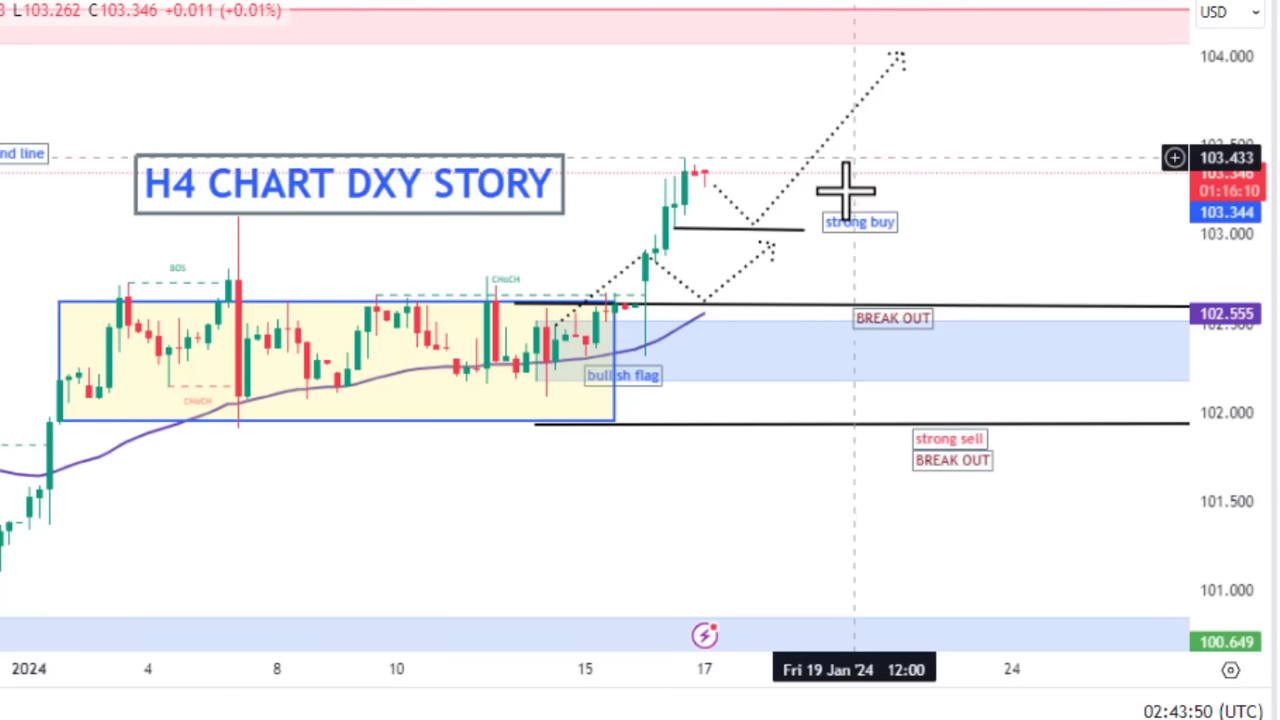 L103.262 C103.346 +0.011 (+0.01%)
USD
104.000
nd line
103.433
103.346
H4 CHART DXY STORY
01:16:10
103.344
strong buy
103.000
BOS
CHoCH
102.555
BREAK OUT
bullish flag
CHoCH
102.000
strong sell
BREAK OUT
101.500
101.000
100.649
2024 4 8 10 15 17 Fri 19 Jan '24 12:00 24
02:43:50 (UTC)